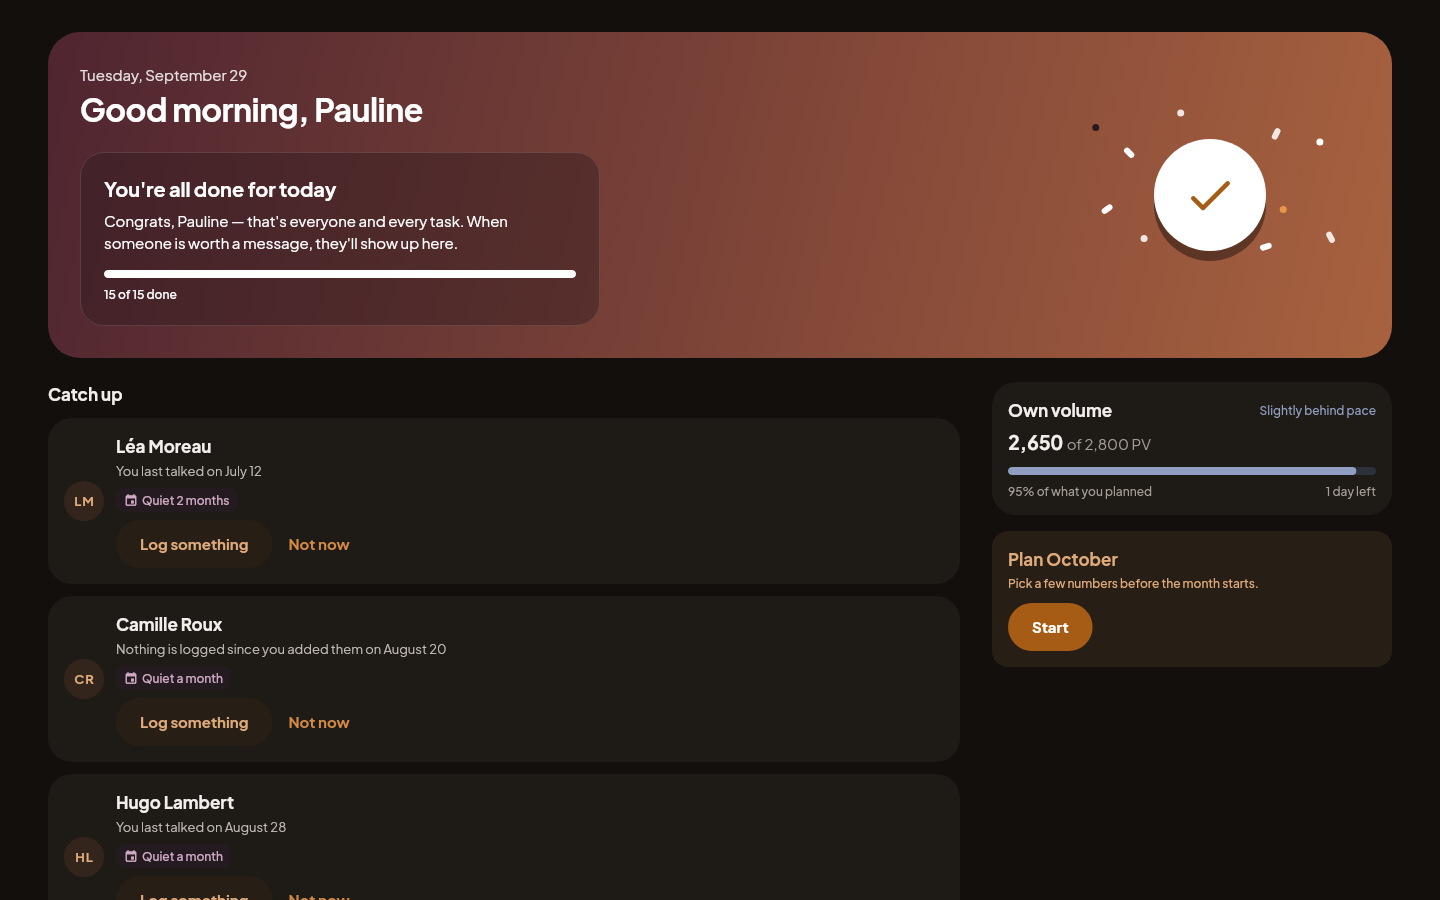 Tuesday, September 29
Good morning, Pauline
You're all done for today
Congrats, Pauline — that's everyone and every task. When
someone is worth a message, they'll show up here.
15 of 15 done
Catch up
LM
Léa Moreau
You last talked on July 12
Quiet 2 months
Log something
Not now
CR
Camille Roux
Nothing is logged since you added them on August 20
Quiet a month
Log something
Not now
HL
Hugo Lambert
You last talked on August 28
Quiet a month
Log something
Not now
Own volume
Slightly behind pace
2,650 of 2,800 PV
95% of what you planned
1 day left
Plan October
Pick a few numbers before the month starts.
Start